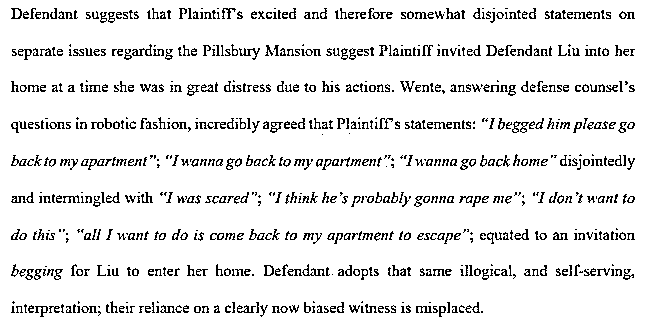 Defendant suggests that Plaintiff's excited and therefore somewhat disjointed statements on
separate issues regarding the Pillsbury Mansion suggest Plaintiff invited Defendant Liu into her
home at a time she was in great distress due to his actions. Wente, answering defense counsel's
questions in robotic fashion, incredibly agreed that Plaintiff's statements: "I begged him please go
back to my apartment"; "I wanna go back to my apartment"; "I wanna go back home" disjointedly
and intermingled with "I was scared"; "I think he's probably gonna rape me"; "I don't want to
do this"; "all I want to do is come back to my apartment to escape"; equated to an invitation
begging for Liu to enter her home. Defendant adopts that same illogical, and self-serving,
interpretation; their reliance on a clearly now biased witness is misplaced.